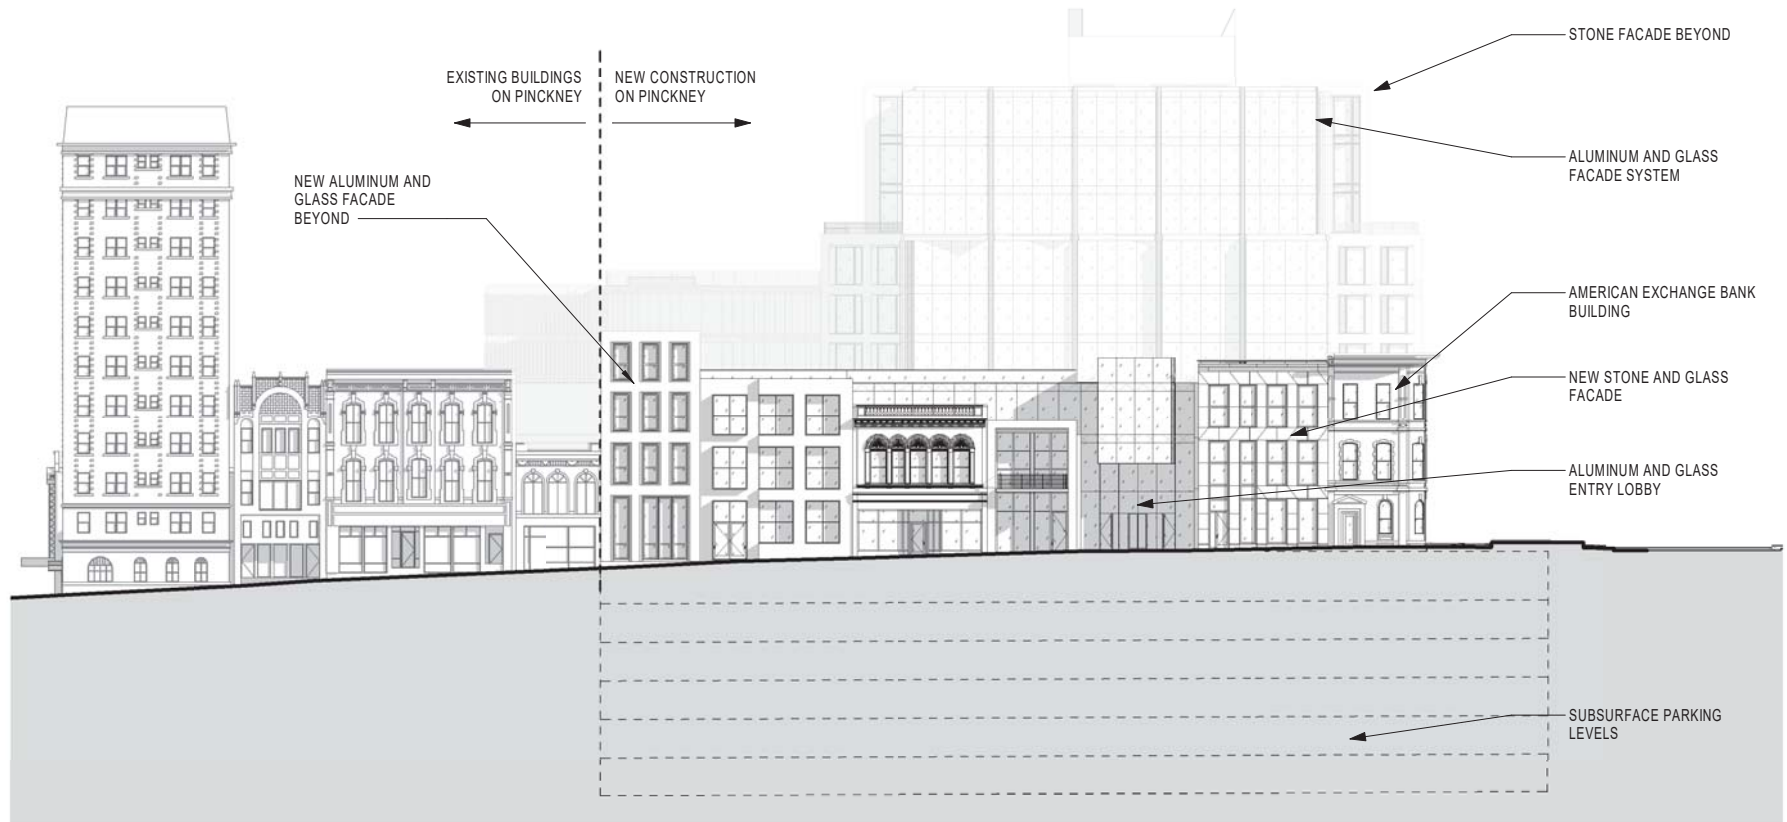 STONE FACADE BEYOND
EXISTING BUILDINGS
ON PINCKNEY
NEW CONSTRUCTION
ON PINCKNEY
ALUMINUM AND GLASS
FACADE SYSTEM
NEW ALUMINUM AND
GLASS FACADE
BEYOND
AMERICAN EXCHANGE BANK
BUILDING
NEW STONE AND GLASS
FACADE
ALUMINUM AND GLASS
ENTRY LOBBY
SUBSURFACE PARKING
LEVELS